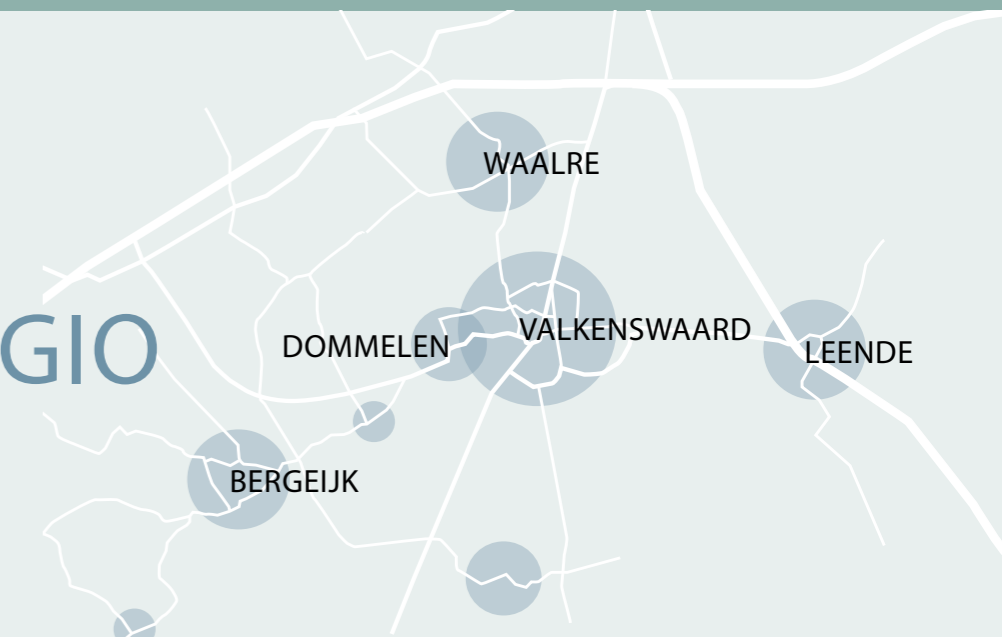 WAALRE
GIO
DOMMELEN
VALKENSWAARD
LEENDE
BERGEIJK